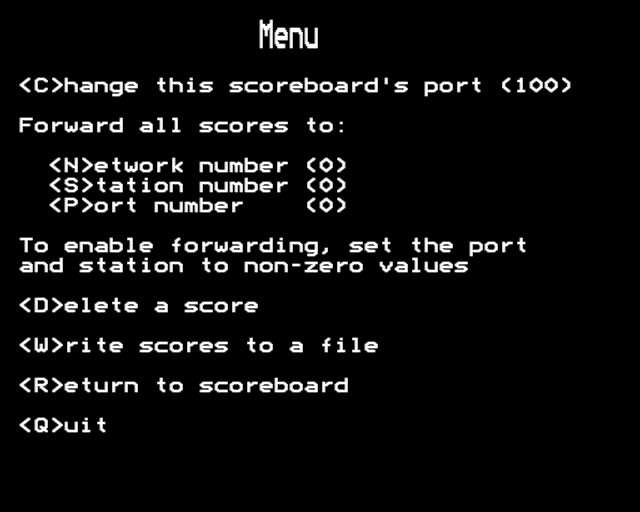 Menu
<C>hange this scoreboard's port (100)
Forward all scores to:
<N>etwork number (0)
<S>tation number (0)
<P>ort number (0)
To enable forwarding, set the port
and station to non-zero values
<D>elete a score
<W>rite scores to a file
<R>eturn to scoreboard
<Q>uit